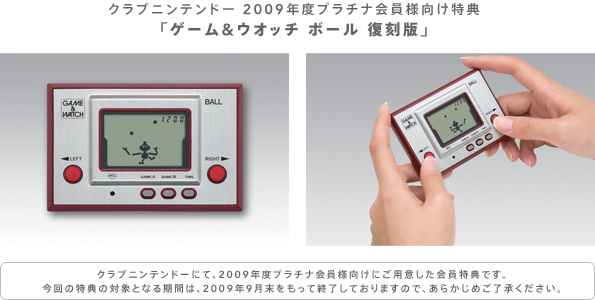 クラブニンテンドー 2009年度プラチナ会員様向け特典
「ゲーム&ウオッチ ボール 復刻版」
GAME
&
WATCH
BALL
1200
◀LEFT
RIGHT▶
GAME A GAME B TIME
GAME
&
WATCH
BALL
クラブニンテンドーにて、2009年度プラチナ会員様向けにご用意した会員特典です。
今回の特典の対象となる期間は、2009年9月末をもって終了しておりますので、あらかじめご了承ください。